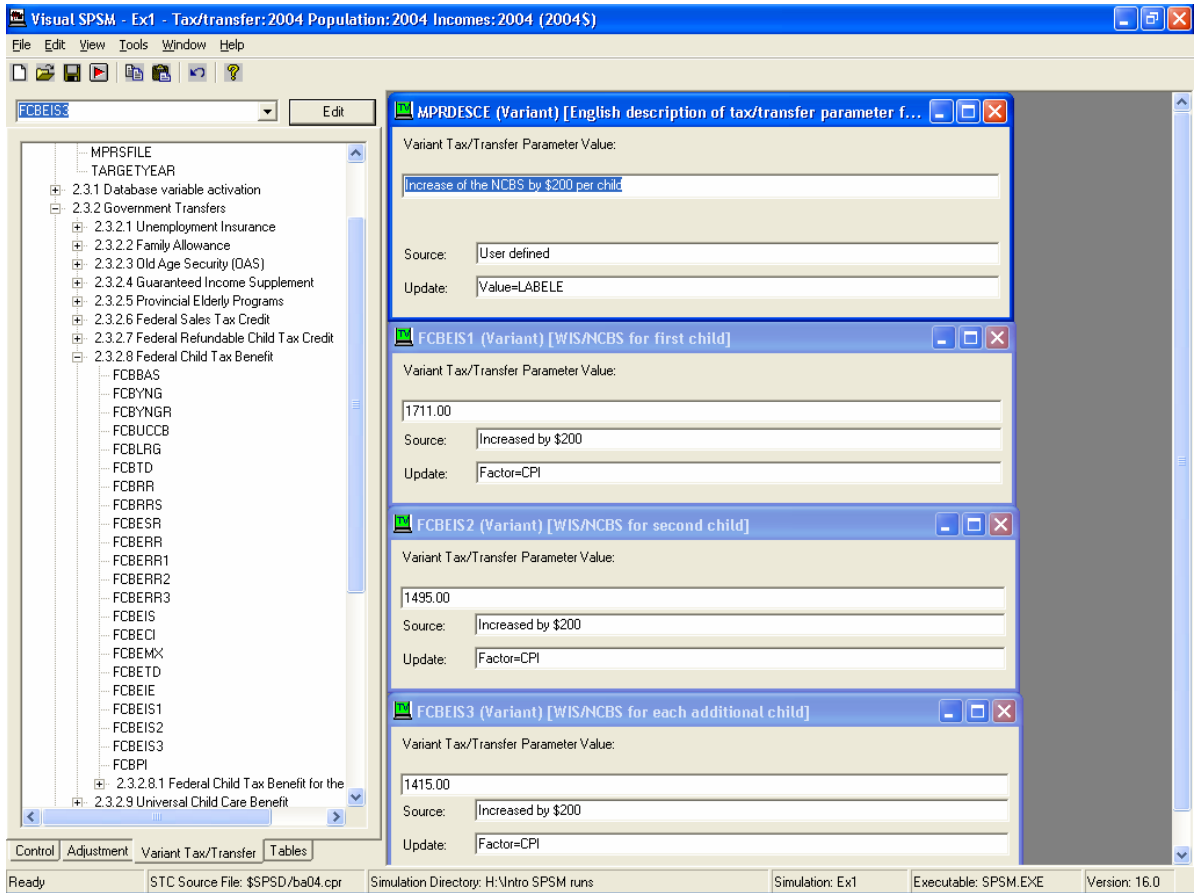 Visual SPSM - Ex1 - Tax/transfer:2004 Population:2004 Incomes:2004 (2004$)
File Edit View Tools Window Help
FCBEIS3 Edit
MPRSFILE
TARGETYEAR
2.3.1 Database variable activation
2.3.2 Government Transfers
2.3.2.1 Unemployment Insurance
2.3.2.2 Family Allowance
2.3.2.3 Old Age Security (OAS)
2.3.2.4 Guaranteed Income Supplement
2.3.2.5 Provincial Elderly Programs
2.3.2.6 Federal Sales Tax Credit
2.3.2.7 Federal Refundable Child Tax Credit
2.3.2.8 Federal Child Tax Benefit
FCBBAS
FCBYNG
FCBYNGR
FCBUCCB
FCBLRG
FCBTD
FCBRR
FCBRRS
FCBESR
FCBERR
FCBERR1
FCBERR2
FCBERR3
FCBEIS
FCBECI
FCBEMX
FCBETD
FCBEIE
FCBEIS1
FCBEIS2
FCBEIS3
FCBPI
2.3.2.8.1 Federal Child Tax Benefit for the
2.3.2.9 Universal Child Care Benefit
Control Adjustment Variant Tax/Transfer Tables
MPRDESCE (Variant) [English description of tax/transfer parameter f...
Variant Tax/Transfer Parameter Value:
Increase of the NCBS by $200 per child
Source: User defined
Update: Value=LABELE
FCBEIS1 (Variant) [WIS/NCBS for first child]
Variant Tax/Transfer Parameter Value:
1711.00
Source: Increased by $200
Update: Factor=CPI
FCBEIS2 (Variant) [WIS/NCBS for second child]
Variant Tax/Transfer Parameter Value:
1495.00
Source: Increased by $200
Update: Factor=CPI
FCBEIS3 (Variant) [WIS/NCBS for each additional child]
Variant Tax/Transfer Parameter Value:
1415.00
Source: Increased by $200
Update: Factor=CPI
Ready STC Source File: $SPSD/ba04.cpr Simulation Directory: H:\Intro SPSM runs Simulation: Ex1 Executable: SPSM.EXE Version: 16.0